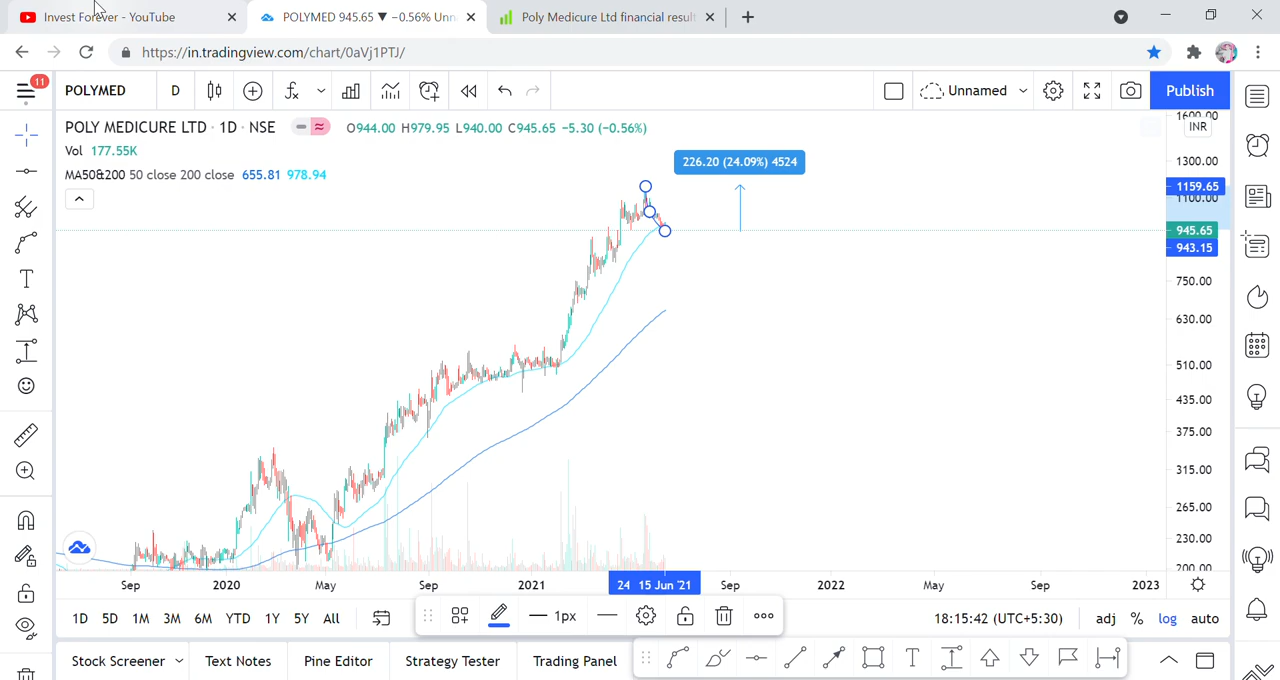 Invest Forever - YouTube
POLYMED 945.65 ▼ −0.56% Unn
Poly Medicure Ltd financial result
https://in.tradingview.com/chart/0aVj1PTJ/
11
POLYMED D
Unnamed
Publish
POLY MEDICURE LTD · 1D · NSE O944.00 H979.95 L940.00 C945.65 −5.30 (−0.56%)
Vol 177.55K
MA50&200 50 close 200 close 655.81 978.94
226.20 (24.09%) 4524
1600.00
INR
1300.00
1159.65
1100.00
945.65
943.15
750.00
630.00
510.00
435.00
375.00
315.00
265.00
230.00
200.00
Sep 2020 May Sep 2021 24 15 Jun '21 Sep 2022 May Sep 2023
1D 5D 1M 3M 6M YTD 1Y 5Y All
1px
18:15:42 (UTC+5:30) adj % log auto
Stock Screener Text Notes Pine Editor Strategy Tester Trading Panel